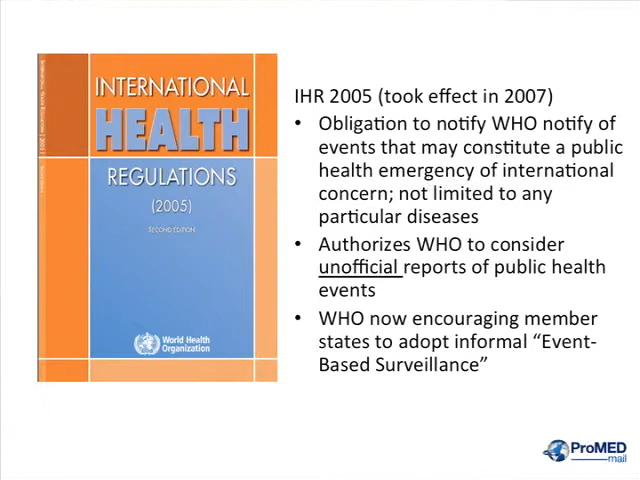 INTERNATIONAL
HEALTH
REGULATIONS
(2005)
SECOND EDITION
World Health
Organization
IHR 2005 (took effect in 2007)
• Obligation to notify WHO notify of
events that may constitute a public
health emergency of international
concern; not limited to any
particular diseases
• Authorizes WHO to consider
unofficial reports of public health
events
• WHO now encouraging member
states to adopt informal “Event-
Based Surveillance”
ProMED
mail